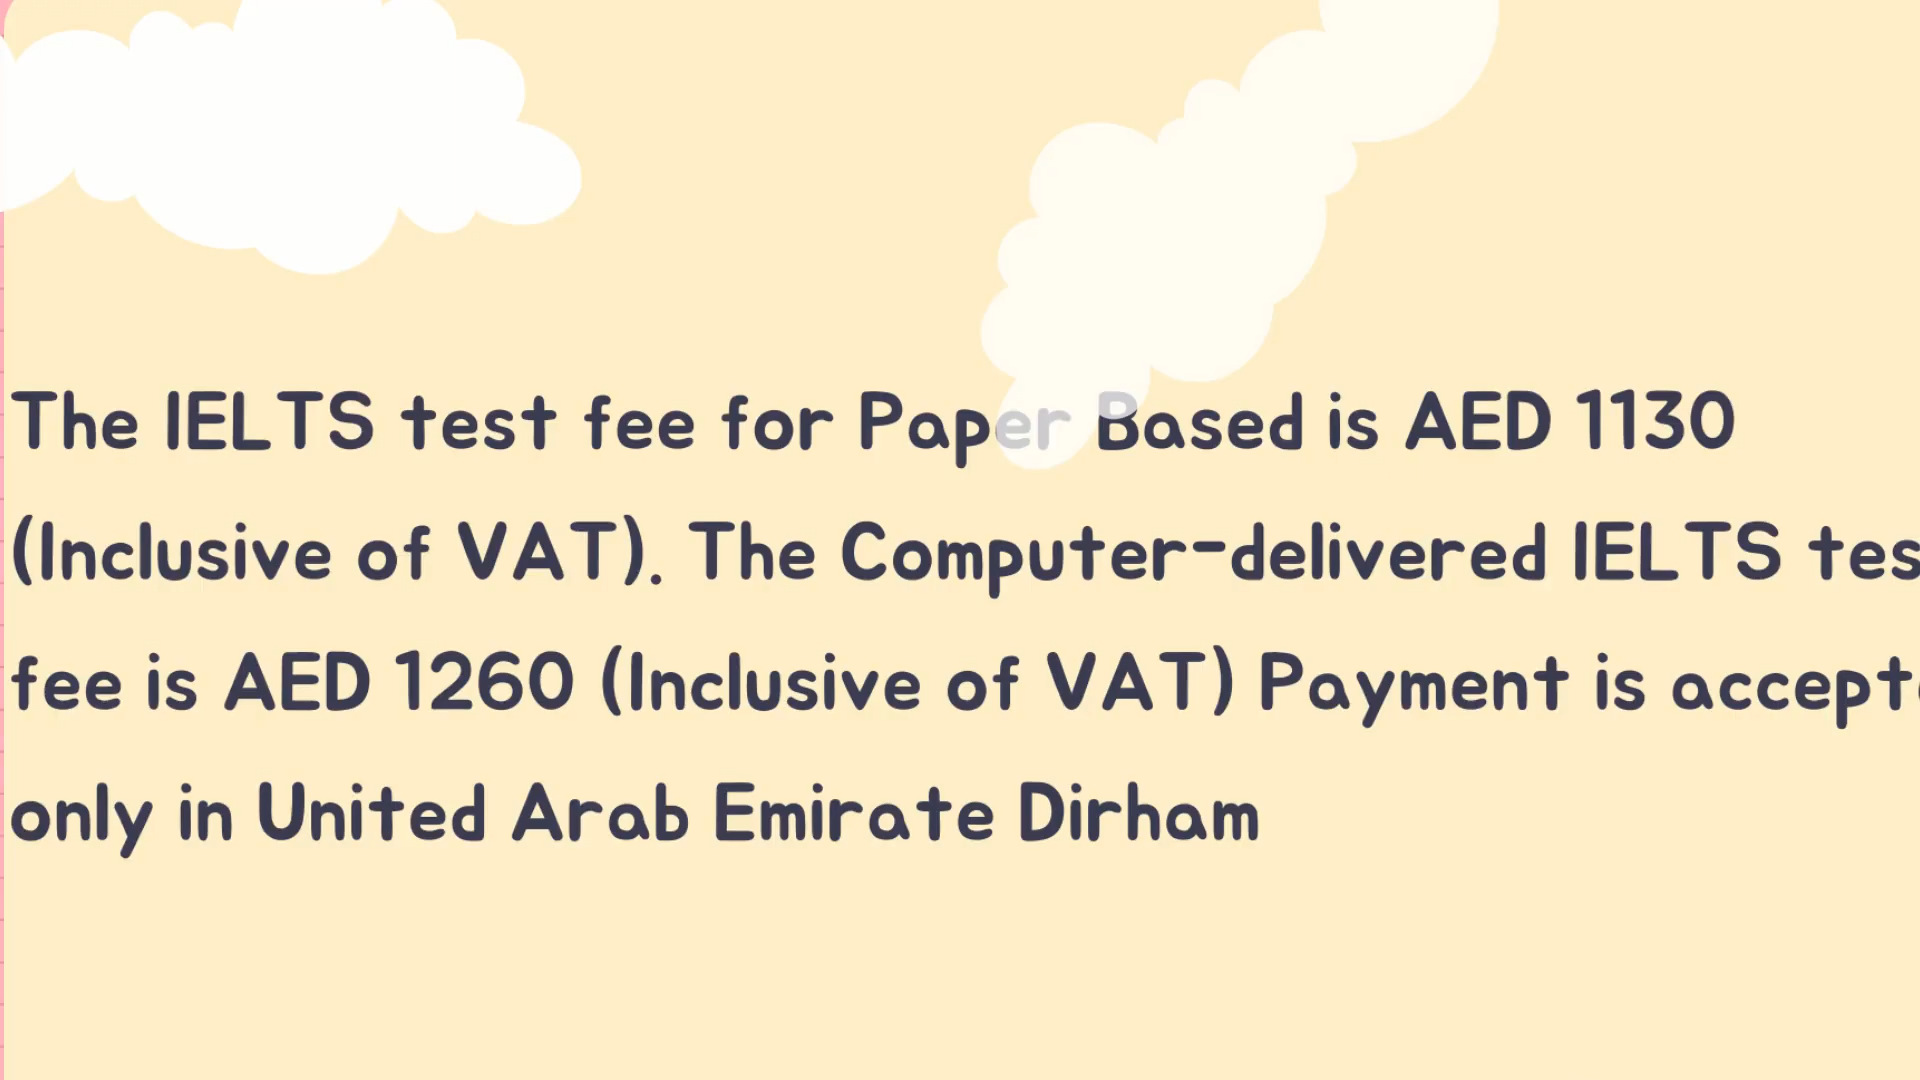 The IELTS test fee for Paper Based is AED 1130
(Inclusive of VAT). The Computer-delivered IELTS tes
fee is AED 1260 (Inclusive of VAT) Payment is accept
only in United Arab Emirate Dirham